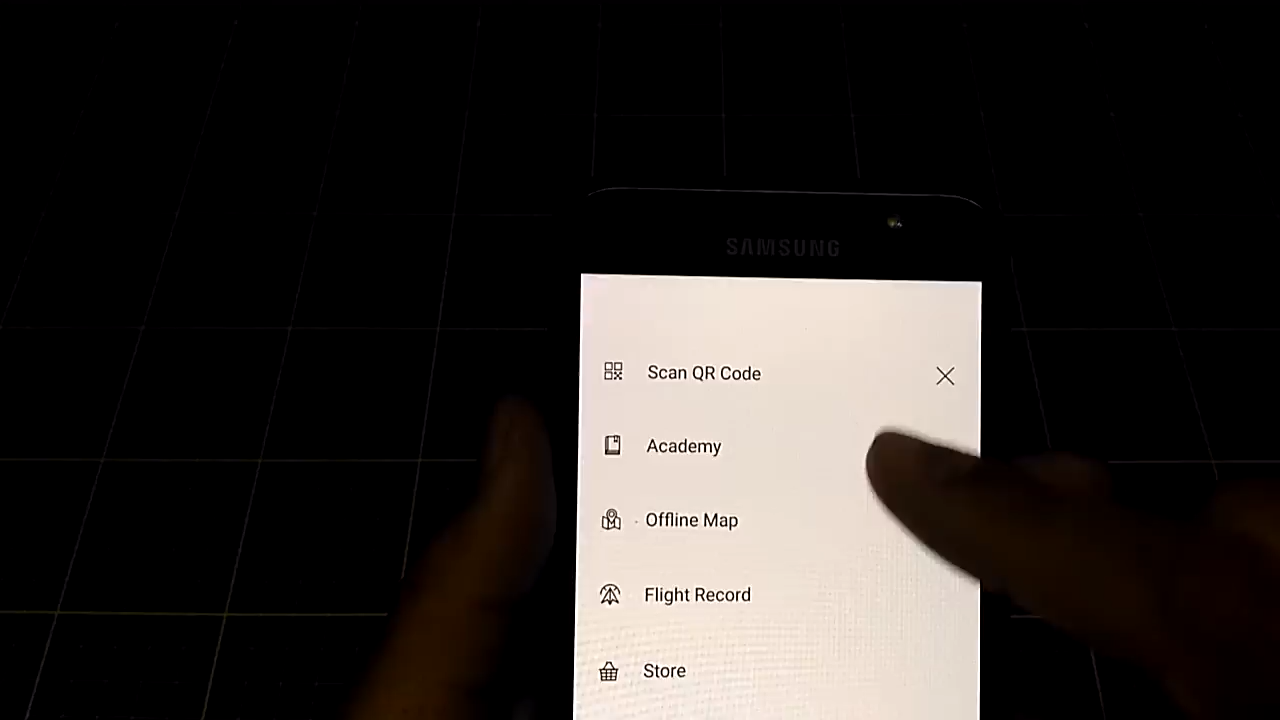 SAMSUNG
Scan QR Code
Academy
Offline Map
Flight Record
Store